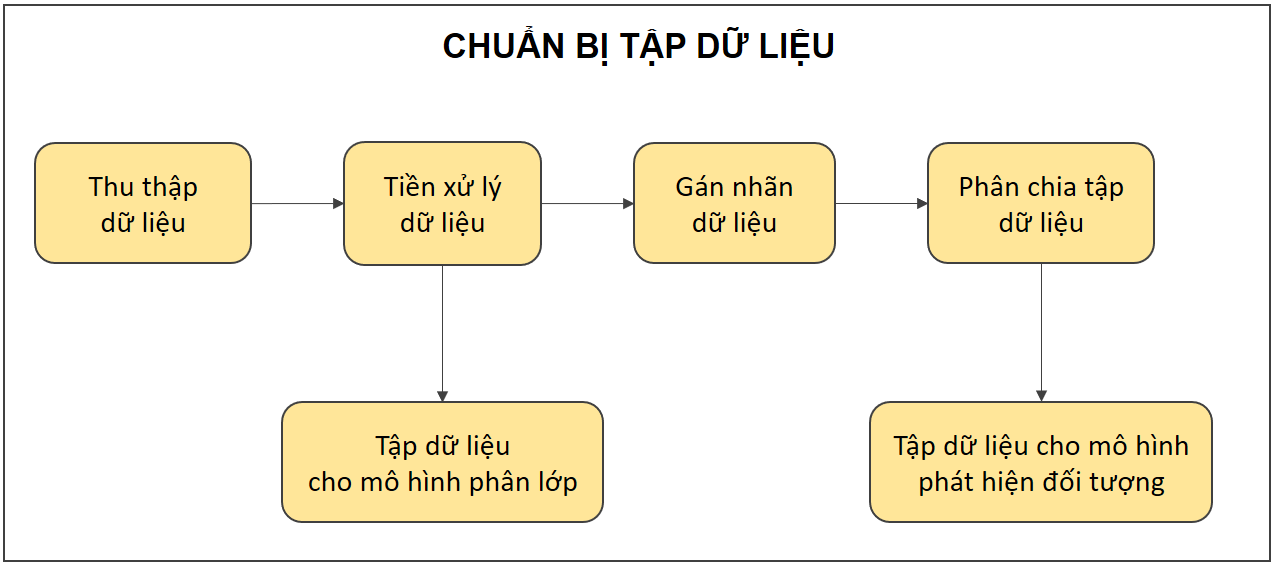 CHUẨN BỊ TẬP DỮ LIỆU
Thu thập
dữ liệu
Tiền xử lý
dữ liệu
Gán nhãn
dữ liệu
Phân chia tập
dữ liệu
Tập dữ liệu
cho mô hình phân lớp
Tập dữ liệu cho mô hình
phát hiện đối tượng